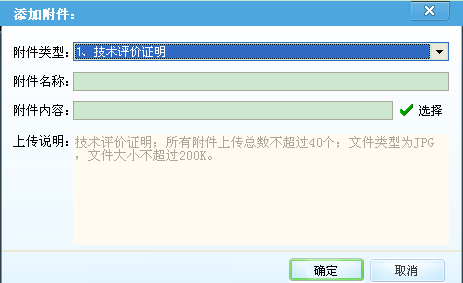 添加附件：
附件类型： 1、技术评价证明
附件名称：
附件内容： 选择
上传说明： 技术评价证明；所有附件上传总数不超过40个；文件类型为JPG
，文件大小不超过200K。
确定 取消